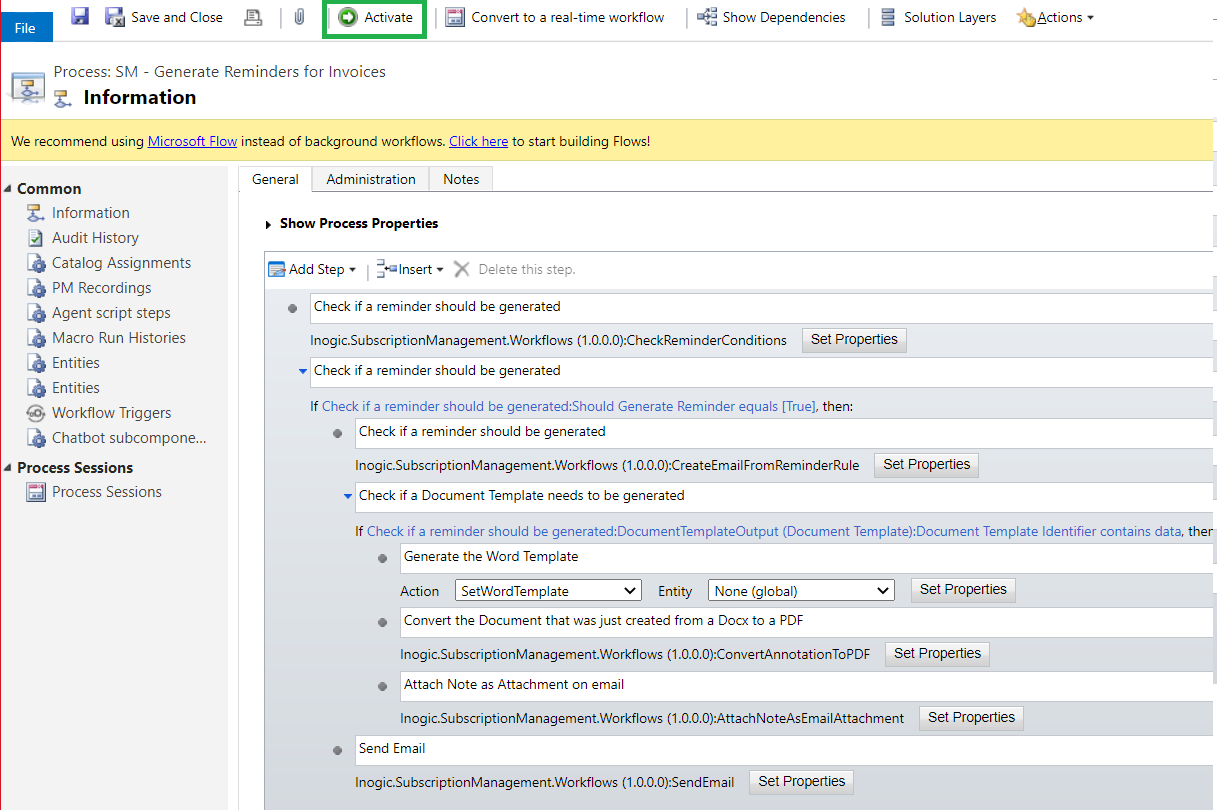 File
Save and Close
Activate
Convert to a real-time workflow
Show Dependencies
Solution Layers
Actions
Process: SM - Generate Reminders for Invoices
Information
We recommend using Microsoft Flow instead of background workflows. Click here to start building Flows!
Common
Information
Audit History
Catalog Assignments
PM Recordings
Agent script steps
Macro Run Histories
Entities
Entities
Workflow Triggers
Chatbot subcompone...
Process Sessions
Process Sessions
General
Administration
Notes
Show Process Properties
Add Step
Insert
Delete this step.
Check if a reminder should be generated
Inogic.SubscriptionManagement.Workflows (1.0.0.0):CheckReminderConditions Set Properties
Check if a reminder should be generated
If Check if a reminder should be generated:Should Generate Reminder equals [True], then:
Check if a reminder should be generated
Inogic.SubscriptionManagement.Workflows (1.0.0.0):CreateEmailFromReminderRule Set Properties
Check if a Document Template needs to be generated
If Check if a reminder should be generated:DocumentTemplateOutput (Document Template):Document Template Identifier contains data, then
Generate the Word Template
Action SetWordTemplate Entity None (global) Set Properties
Convert the Document that was just created from a Docx to a PDF
Inogic.SubscriptionManagement.Workflows (1.0.0.0):ConvertAnnotationToPDF Set Properties
Attach Note as Attachment on email
Inogic.SubscriptionManagement.Workflows (1.0.0.0):AttachNoteAsEmailAttachment Set Properties
Send Email
Inogic.SubscriptionManagement.Workflows (1.0.0.0):SendEmail Set Properties